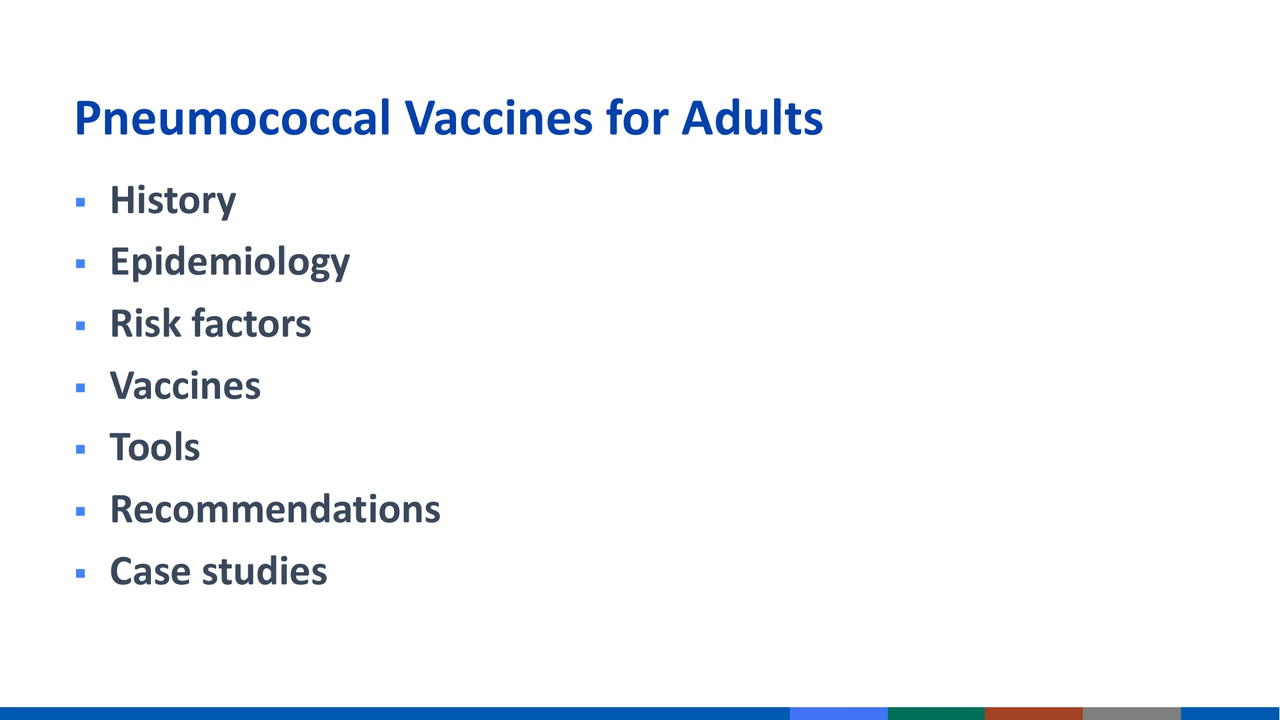 Pneumococcal Vaccines for Adults
▪ History
▪ Epidemiology
▪ Risk factors
▪ Vaccines
▪ Tools
▪ Recommendations
▪ Case studies